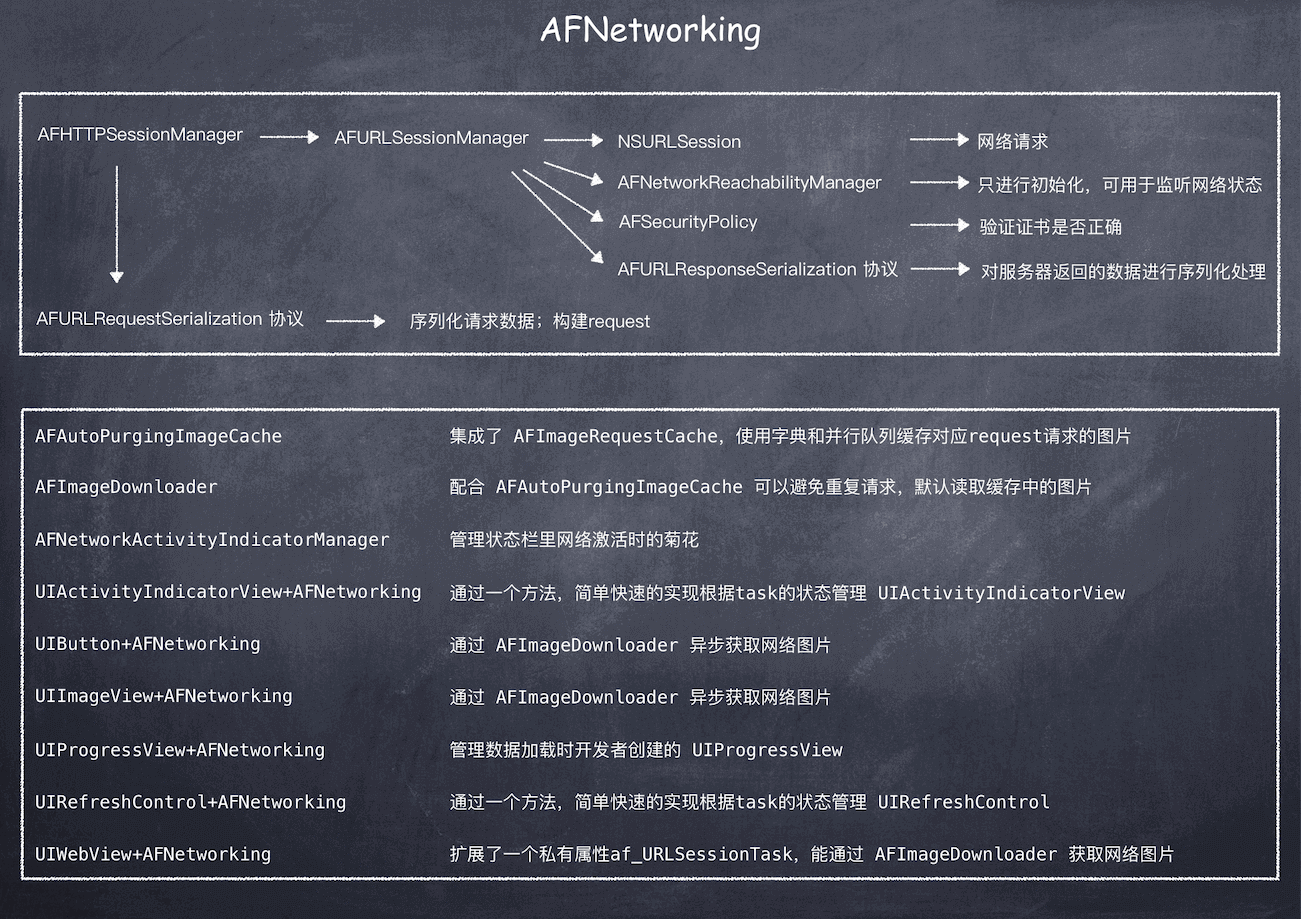 AFNetworking
AFHTTPSessionManager AFURLSessionManager NSURLSession 网络请求
AFNetworkReachabilityManager 只进行初始化，可用于监听网络状态
AFSecurityPolicy 验证证书是否正确
AFURLResponseSerialization 协议 对服务器返回的数据进行序列化处理
AFURLRequestSerialization 协议 序列化请求数据；构建request
AFAutoPurgingImageCache 集成了 AFImageRequestCache，使用字典和并行队列缓存对应request请求的图片
AFImageDownloader 配合 AFAutoPurgingImageCache 可以避免重复请求，默认读取缓存中的图片
AFNetworkActivityIndicatorManager 管理状态栏里网络激活时的菊花
UIActivityIndicatorView+AFNetworking 通过一个方法，简单快速的实现根据task的状态管理 UIActivityIndicatorView
UIButton+AFNetworking 通过 AFImageDownloader 异步获取网络图片
UIImageView+AFNetworking 通过 AFImageDownloader 异步获取网络图片
UIProgressView+AFNetworking 管理数据加载时开发者创建的 UIProgressView
UIRefreshControl+AFNetworking 通过一个方法，简单快速的实现根据task的状态管理 UIRefreshControl
UIWebView+AFNetworking 扩展了一个私有属性af_URLSessionTask，能通过 AFImageDownloader 获取网络图片